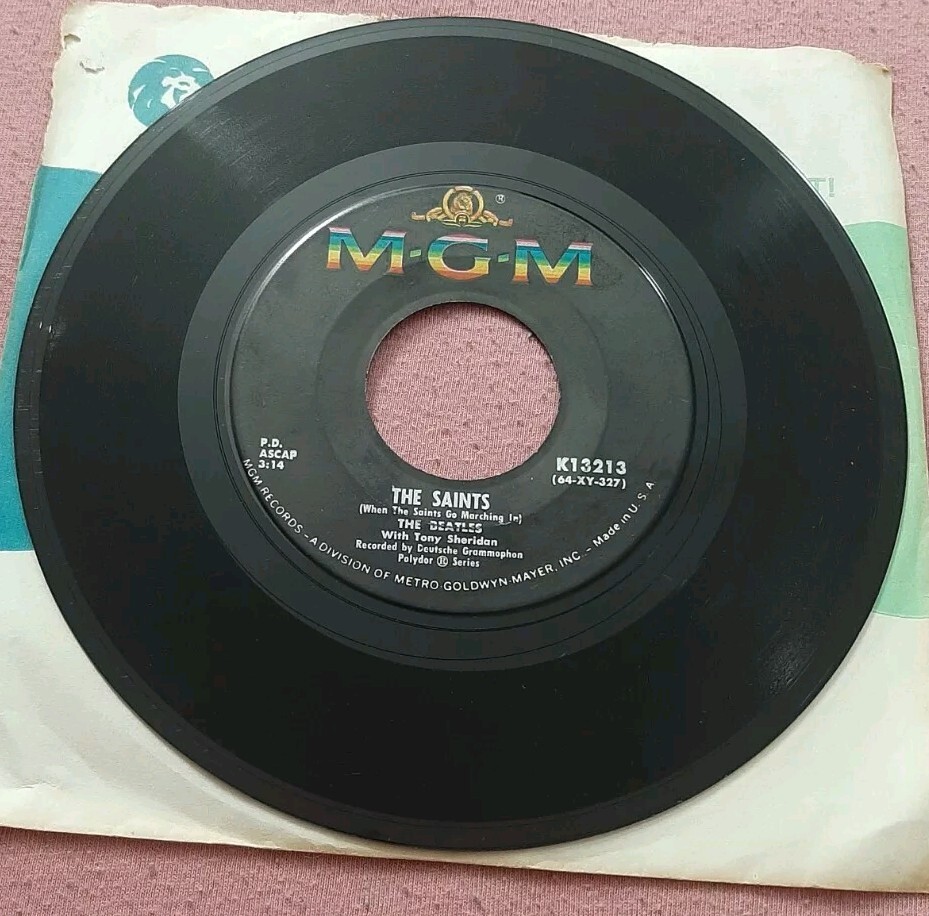 ®
M·G·M
P.D.
ASCAP
3:14
K13213
(64-XY-327)
THE SAINTS
(When The Saints Go Marching In)
THE BEATLES
With Tony Sheridan
Recorded by Deutsche Grammophon
Polydor ® Series
MGM RECORDS – A DIVISION OF METRO-GOLDWYN-MAYER, INC. – Made in U.S.A
T!